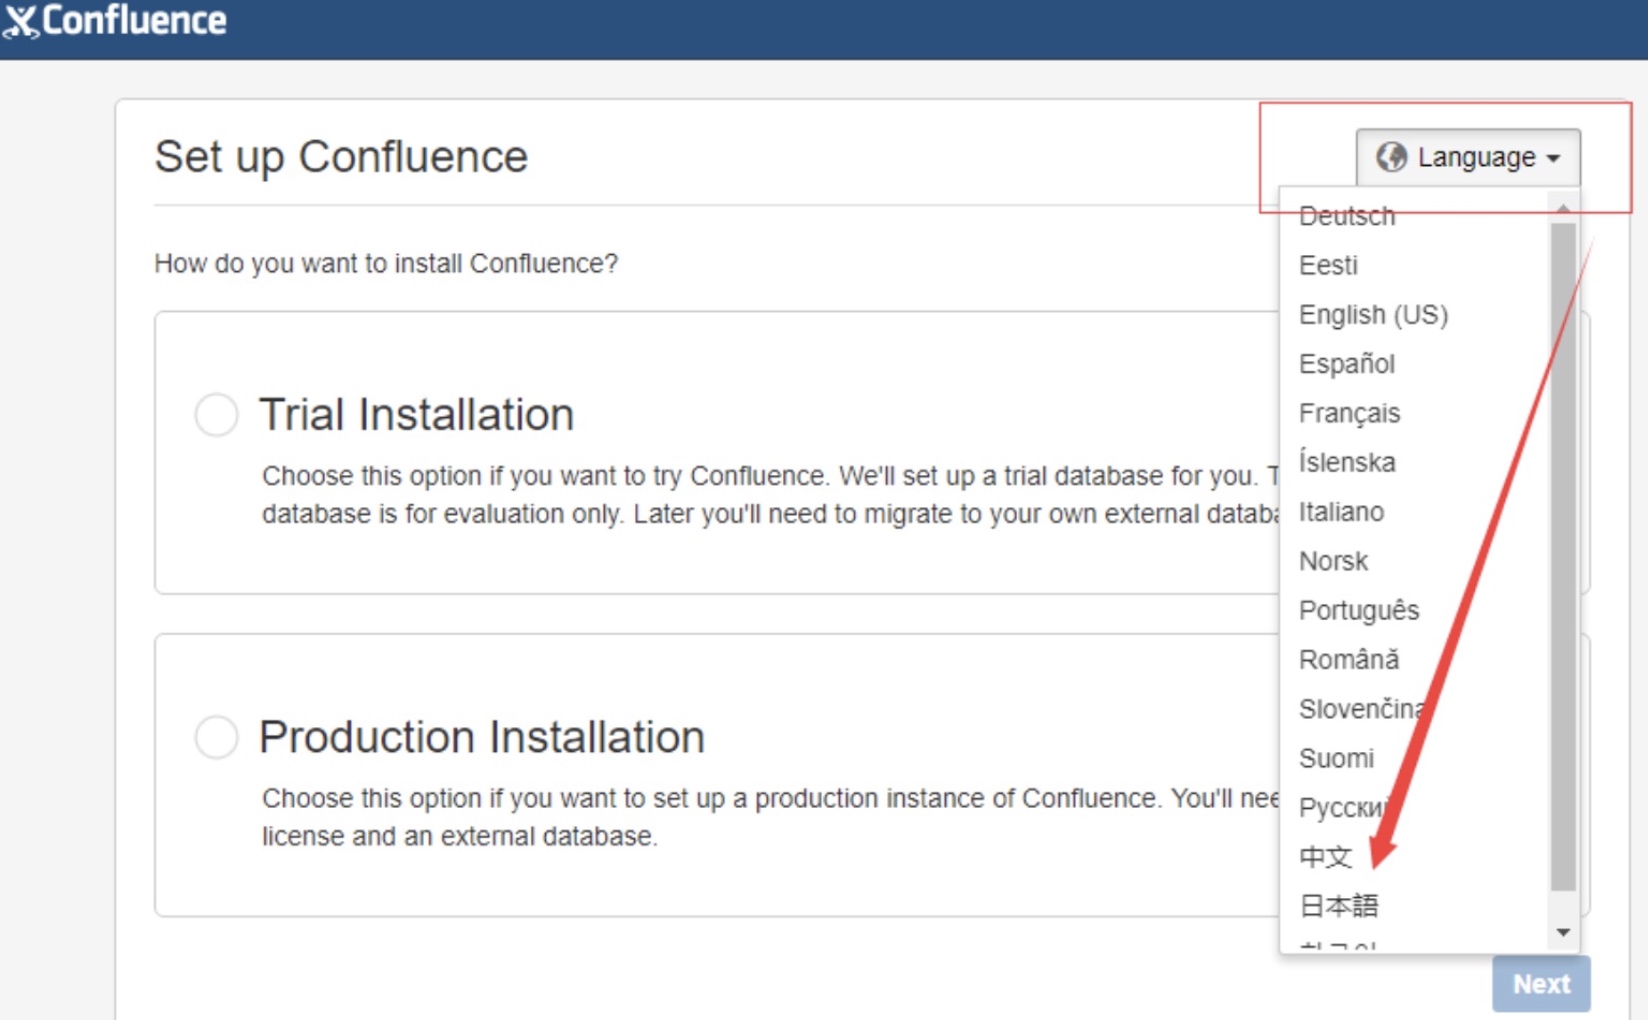 Confluence
Set up Confluence
Language
How do you want to install Confluence?
Trial Installation
Choose this option if you want to try Confluence. We'll set up a trial database for you.
database is for evaluation only. Later you'll need to migrate to your own external
Production Installation
Choose this option if you want to set up a production instance of Confluence. You'll
license and an external database.
Deutsch
Eesti
English (US)
Español
Français
Íslenska
Italiano
Norsk
Português
Română
Slovenčina
Suomi
Русский
中文
日本語
Next